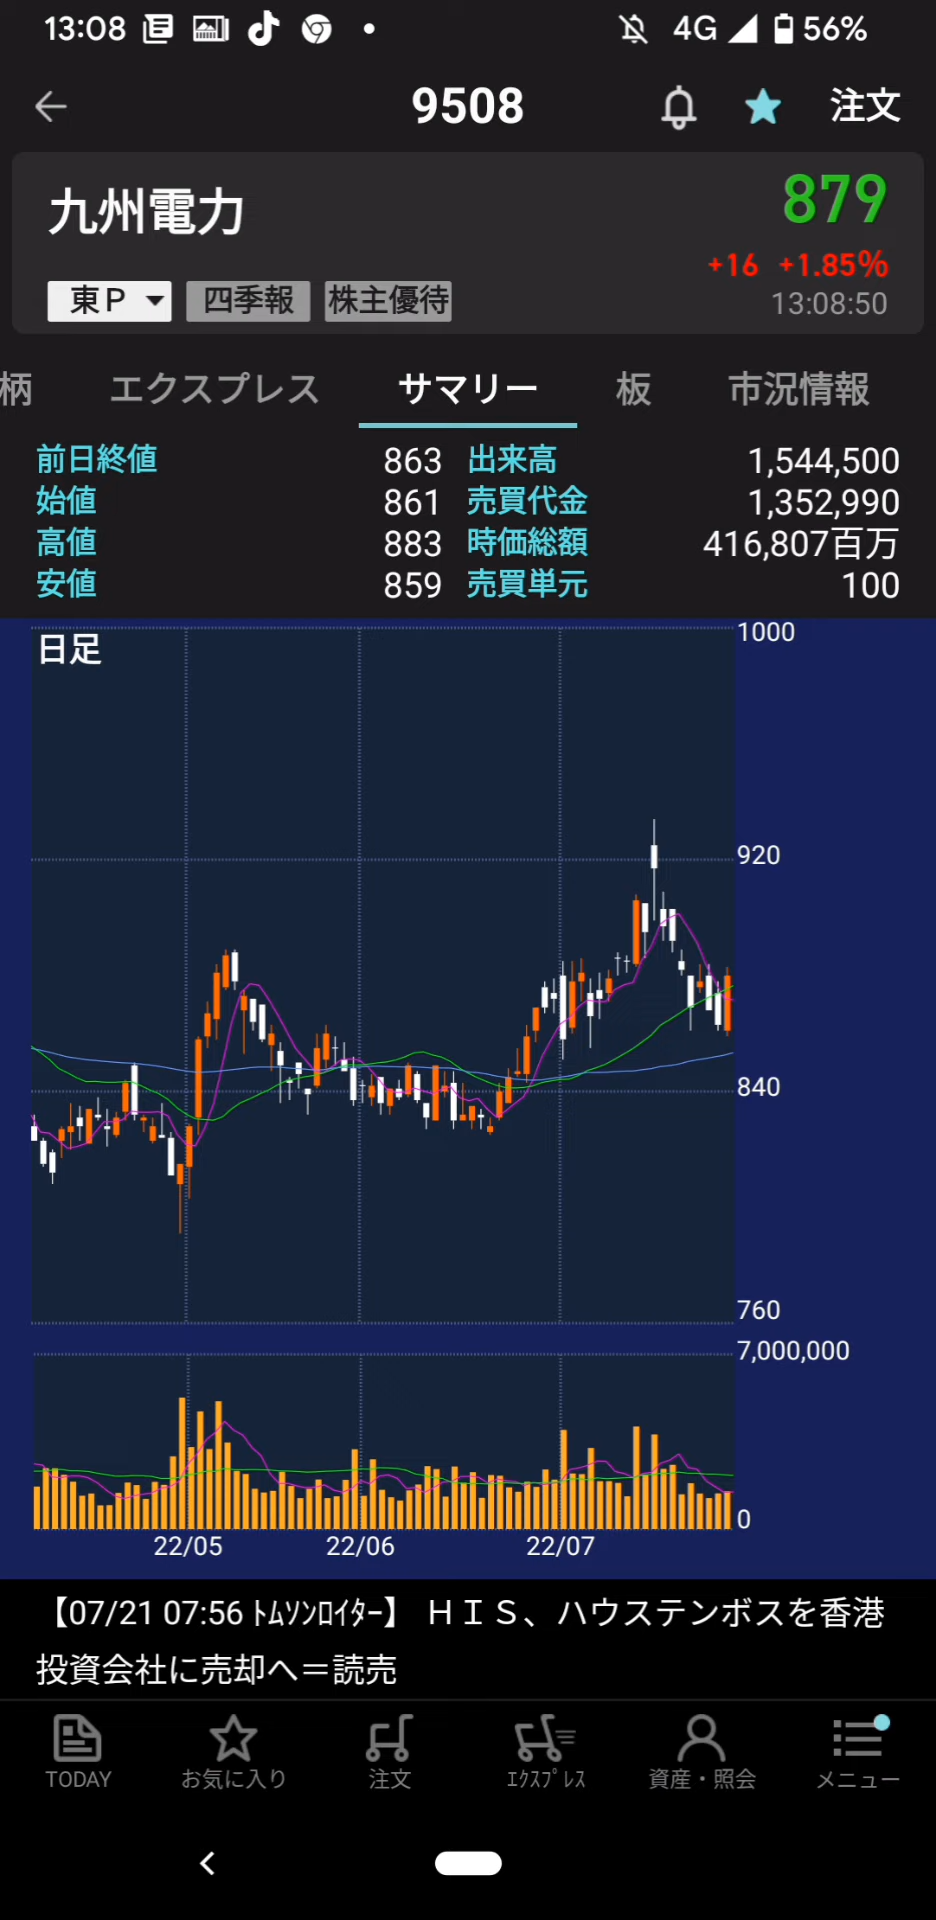 13:08 4G 56%
9508 注文
九州電力 879
+16 +1.85%
東P 四季報 株主優待 13:08:50
柄 エクスプレス サマリー 板 市況情報
前日終値 863 出来高 1,544,500
始値 861 売買代金 1,352,990
高値 883 時価総額 416,807百万
安値 859 売買単元 100
日足
1000
920
840
760
7,000,000
0
22/05 22/06 22/07
【07/21 07:56 ﾄﾑｿﾝﾛｲﾀｰ】 ＨＩＳ、ハウステンボスを香港
投資会社に売却へ＝読売
TODAY お気に入り 注文 ｴｸｽﾌﾟﾚｽ 資産・照会 メニュー